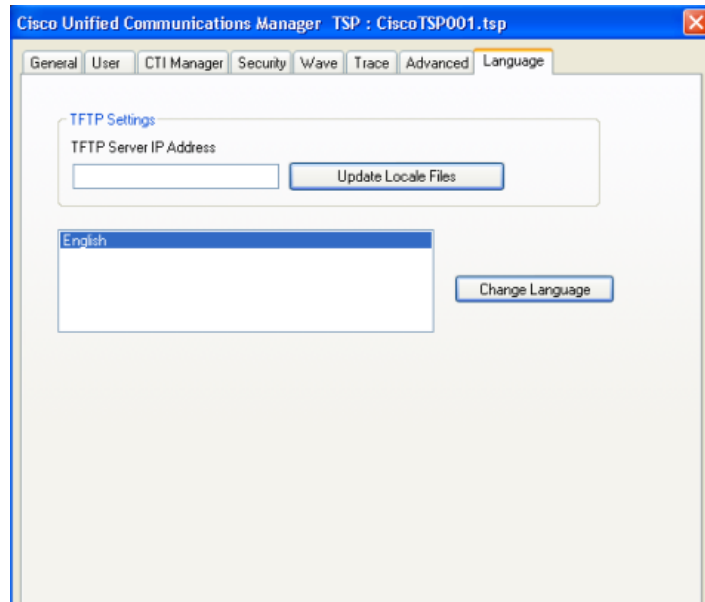 Cisco Unified Communications Manager TSP : CiscoTSP001.tsp
General User CTI Manager Security Wave Trace Advanced Language
TFTP Settings
TFTP Server IP Address
Update Locale Files
English
Change Language